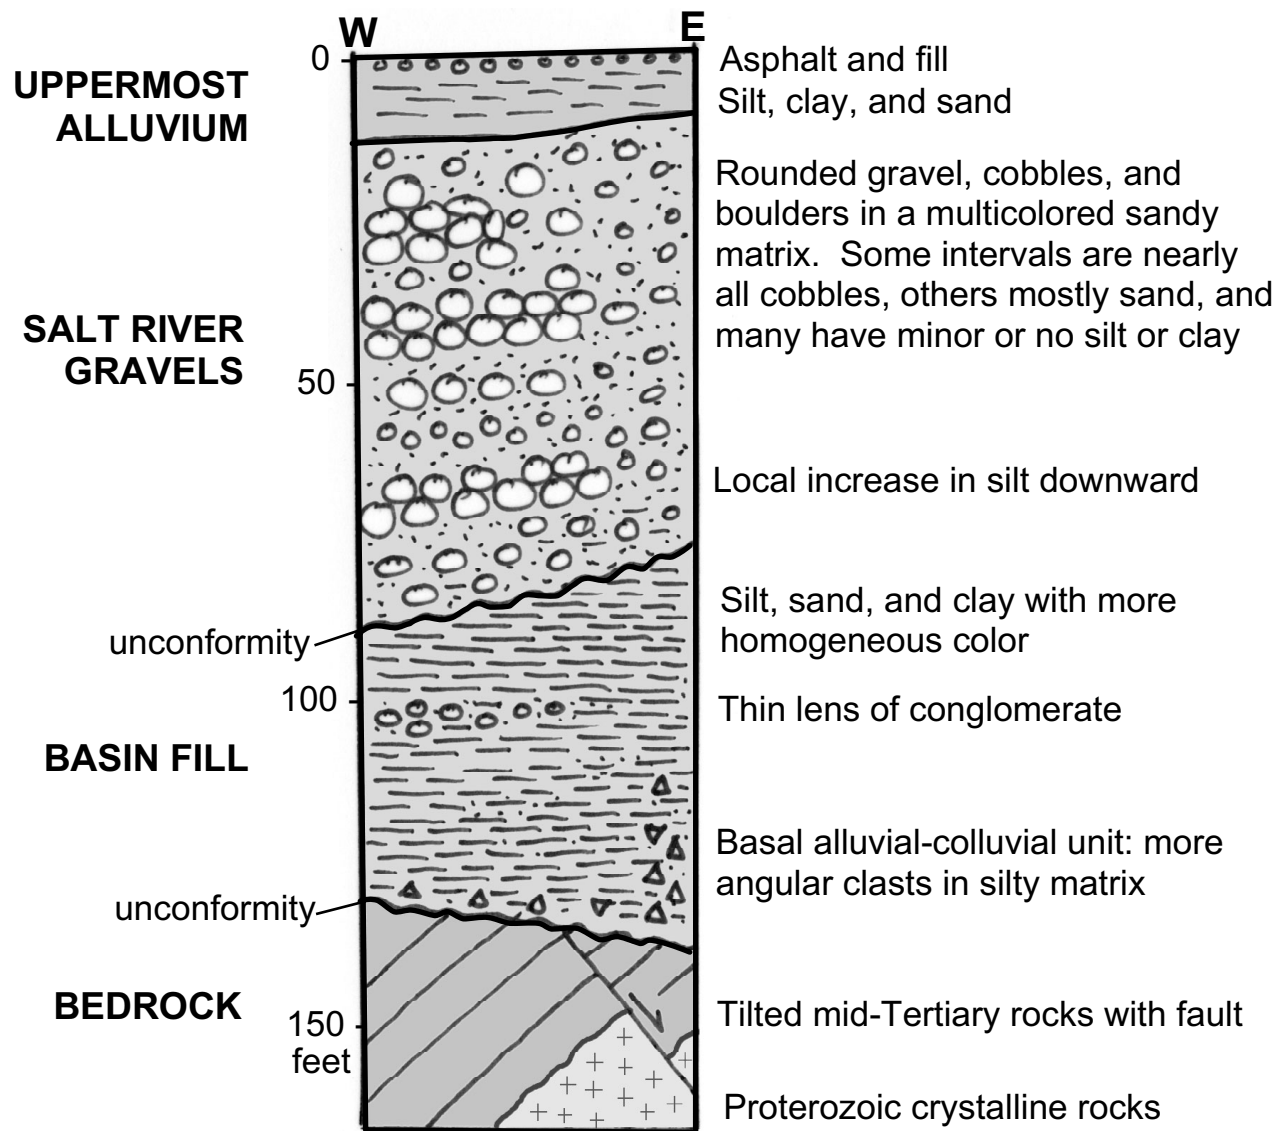 W
E
0
Asphalt and fill
UPPERMOST
ALLUVIUM
Silt, clay, and sand
Rounded gravel, cobbles, and
boulders in a multicolored sandy
matrix.  Some intervals are nearly
all cobbles, others mostly sand, and
many have minor or no silt or clay
SALT RIVER
GRAVELS
50
Local increase in silt downward
Silt, sand, and clay with more
homogeneous color
unconformity
100
Thin lens of conglomerate
BASIN FILL
Basal alluvial-colluvial unit: more
angular clasts in silty matrix
unconformity
BEDROCK
150
feet
Tilted mid-Tertiary rocks with fault
Proterozoic crystalline rocks